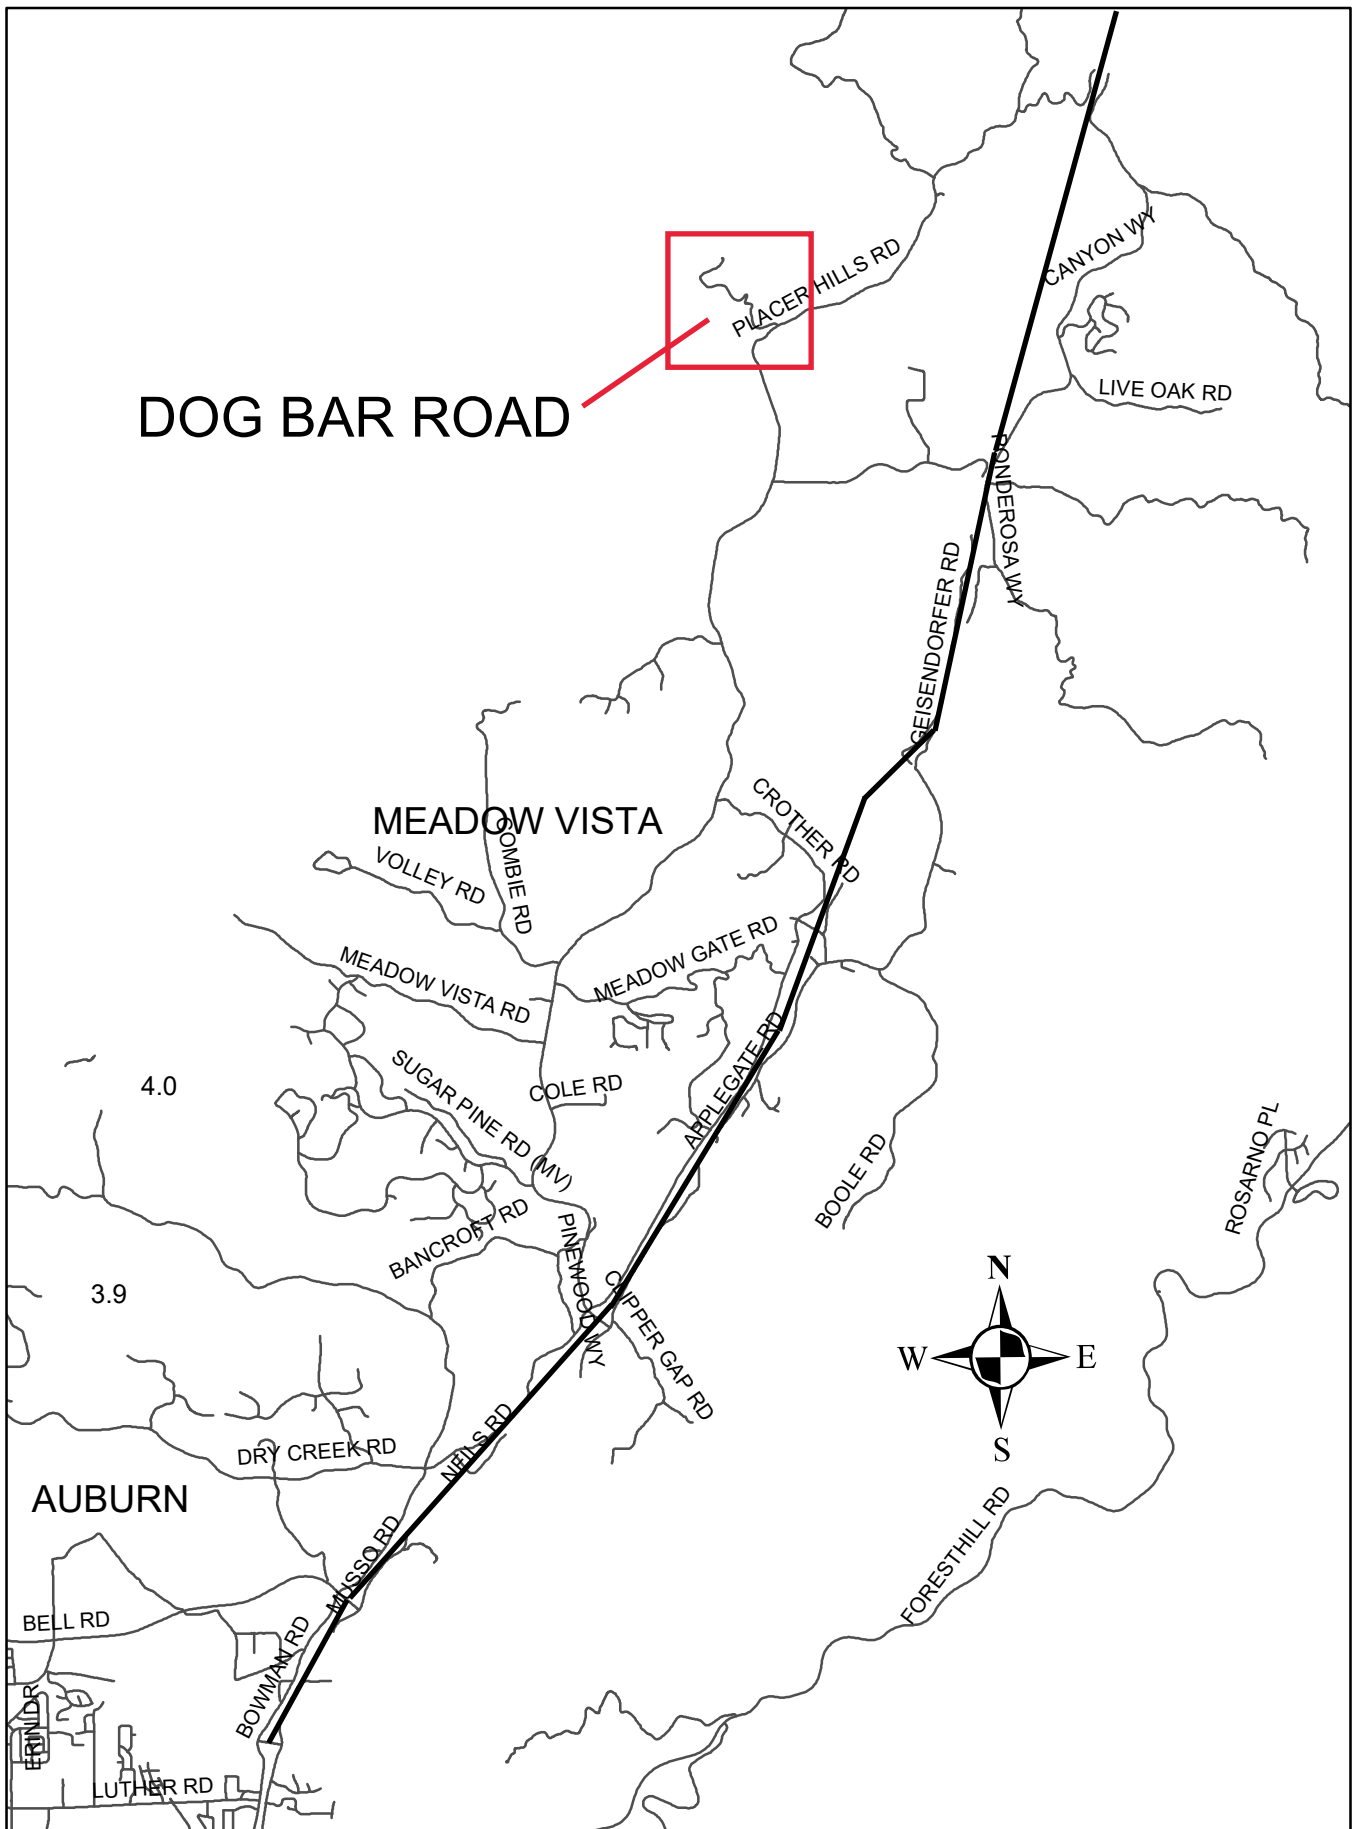 CANYON WY
PLACER HILLS RD
LIVE OAK RD
DOG BAR ROAD
PONDEROSA WY
GEISENDORFER RD
CROTHER RD
MEADOW VISTA
COMBIE RD
VOLLEY RD
MEADOW GATE RD
MEADOW VISTA RD
APPLEGATE RD
SUGAR PINE RD (MV)
COLE RD
4.0
BOOLE RD
ROSARNO PL
BANCROFT RD
PINEWOOD WY
CLIPPER GAP RD
3.9
N
W
E
S
NEILS RD
DRY CREEK RD
AUBURN
MUSSO RD
FORESTHILL RD
BELL RD
BOWMAN RD
ERIN DR
LUTHER RD